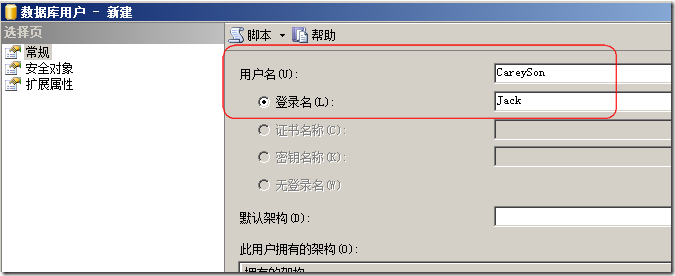 数据库用户 - 新建
选择页
常规
安全对象
扩展属性
脚本 帮助
用户名(U): CareySon
登录名(L): Jack
证书名称(C):
密钥名称(K):
无登录名(W)
默认架构(D):
此用户拥有的架构(O):
拥有的架构